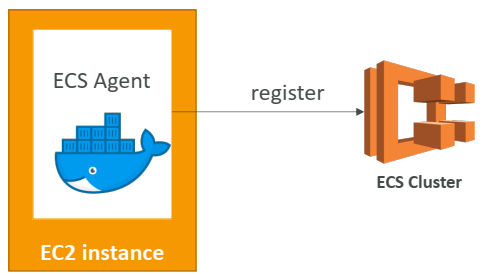 ECS Agent
register
ECS Cluster
EC2 instance